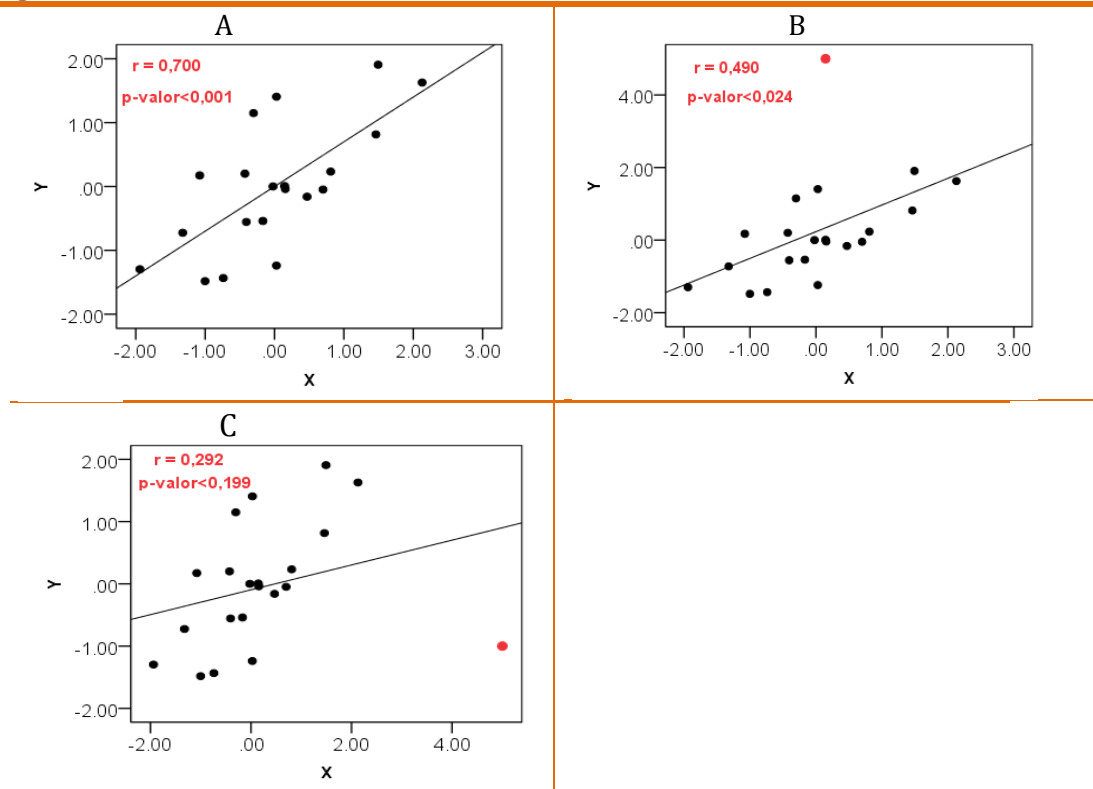 A
r = 0,700
p-valor<0,001
2.00
1.00
.00
-1.00
-2.00
Y
-2.00 -1.00 .00 1.00 2.00 3.00
X
B
r = 0,490
p-valor<0,024
4.00
2.00
.00
-2.00
Y
-2.00 -1.00 .00 1.00 2.00 3.00
X
C
r = 0,292
p-valor<0,199
2.00
1.00
.00
-1.00
-2.00
Y
-2.00 .00 2.00 4.00
X